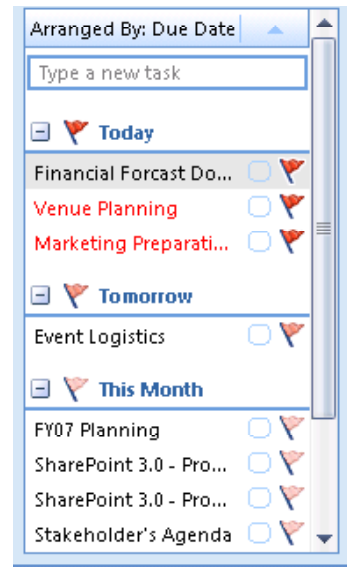 Arranged By: Due Date
Type a new task
Today
Financial Forcast Do...
Venue Planning
Marketing Preparati...
Tomorrow
Event Logistics
This Month
FY07 Planning
SharePoint 3.0 - Pro...
SharePoint 3.0 - Pro...
Stakeholder's Agenda